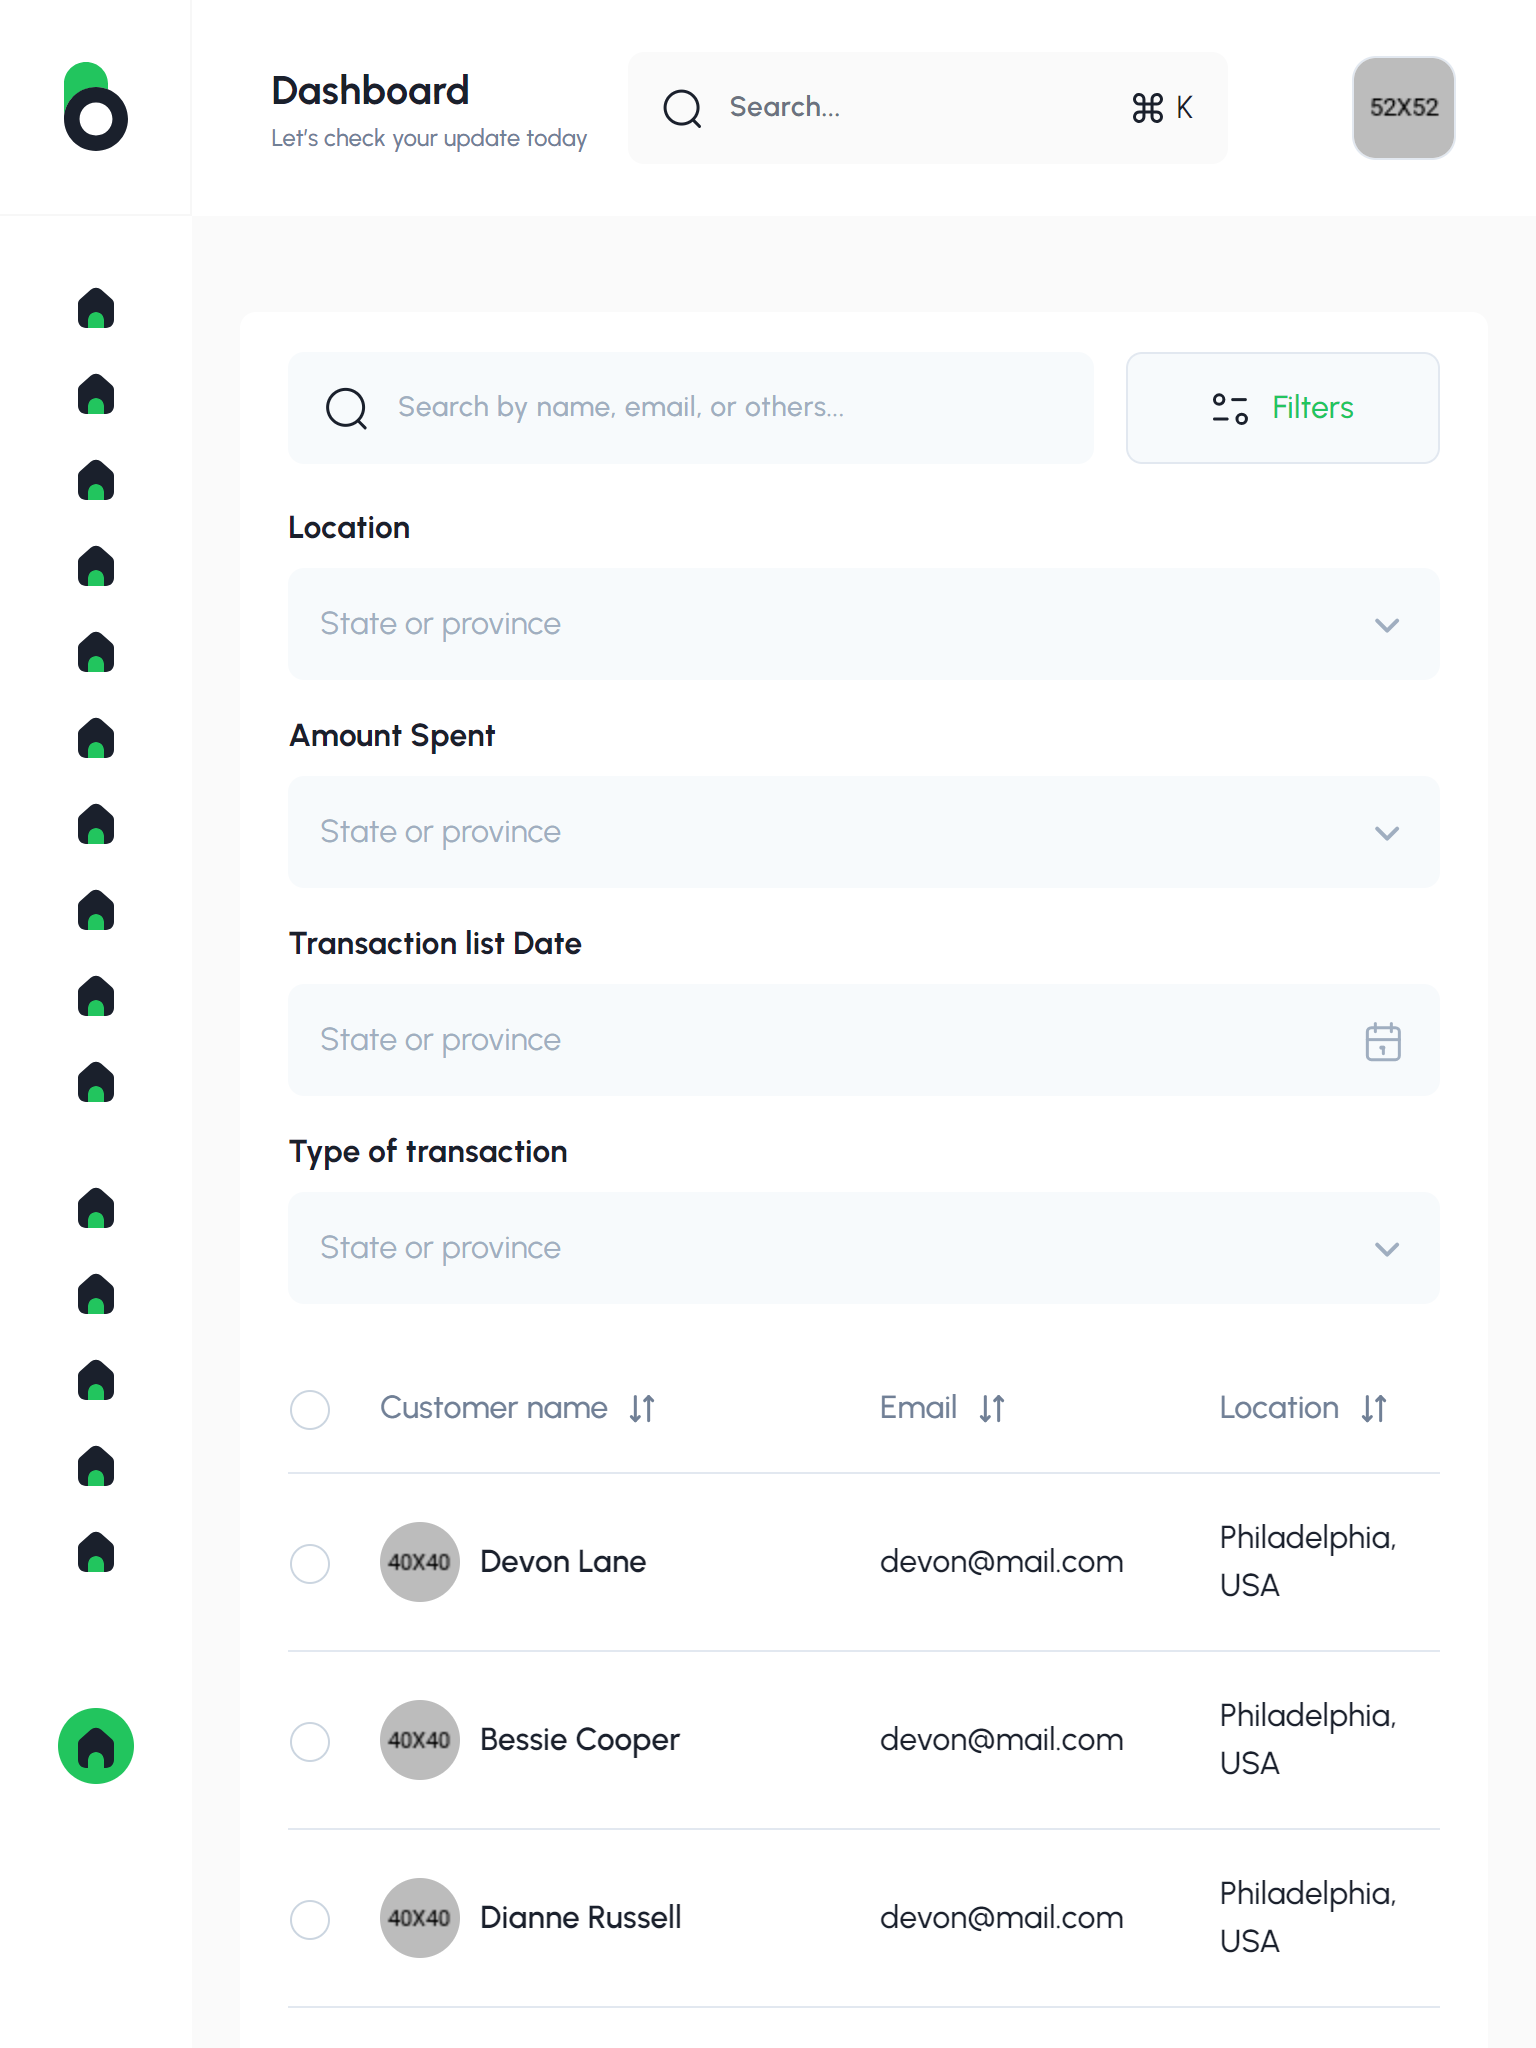 Dashboard
Let's check your update today
Search...
⌘ K
52X52
Search by name, email, or others...
Filters
Location
State or province
Amount Spent
State or province
Transaction list Date
State or province
Type of transaction
State or province
Customer name
Email
Location
40X40
Devon Lane
devon@mail.com
Philadelphia,
USA
40X40
Bessie Cooper
devon@mail.com
Philadelphia,
USA
40X40
Dianne Russell
devon@mail.com
Philadelphia,
USA